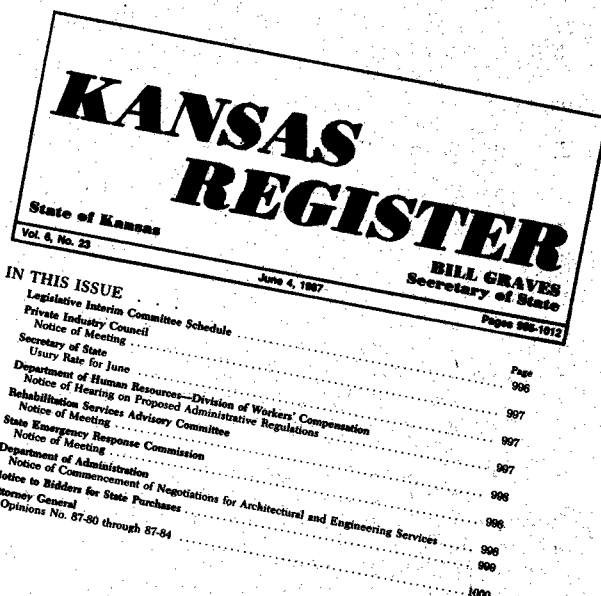 KANSAS
REGISTER
State of Kansas
BILL GRAVES
Secretary of State
Vol. 6, No. 23 June 4, 1987 Pages 995-1012
IN THIS ISSUE
Page
Legislative Interim Committee Schedule 996
Private Industry Council
Notice of Meeting 997
Secretary of State
Usury Rate for June 997
Department of Human Resources—Division of Workers' Compensation
Notice of Hearing on Proposed Administrative Regulations 997
Rehabilitation Services Advisory Committee
Notice of Meeting 998
State Emergency Response Commission
Notice of Meeting 998
Department of Administration
Notice of Commencement of Negotiations for Architectural and Engineering Services 998
Notice to Bidders for State Purchases 999
Attorney General
Opinions No. 87-80 through 87-84 1000